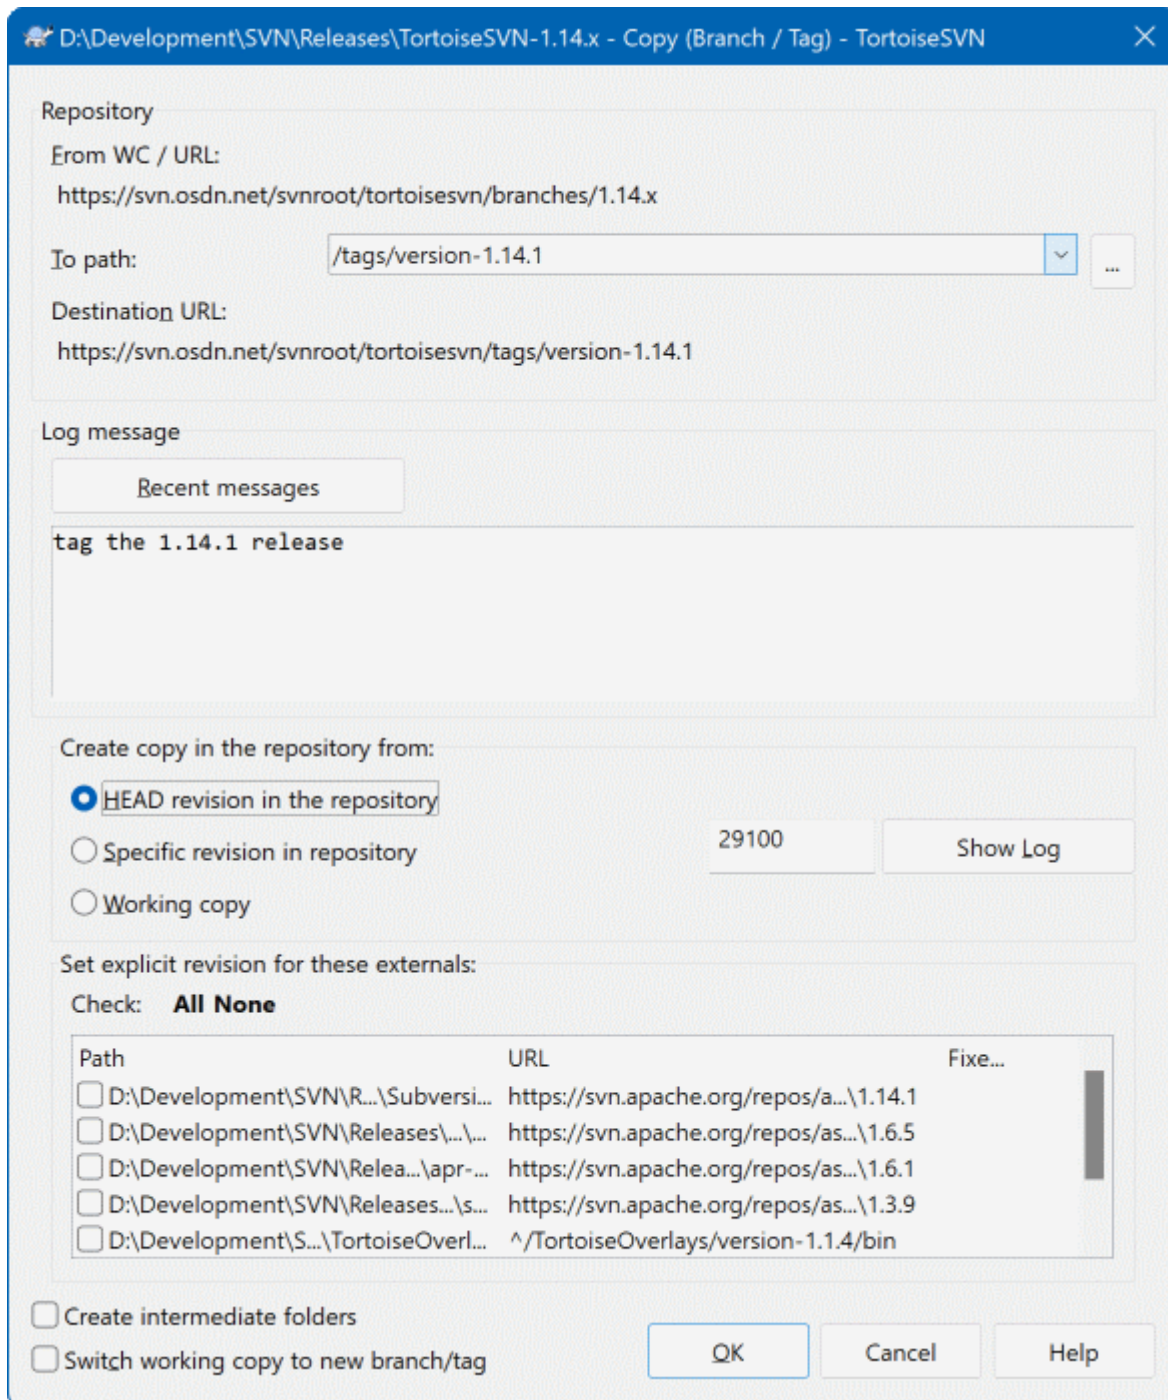 D:\Development\SVN\Releases\TortoiseSVN-1.14.x - Copy (Branch / Tag) - TortoiseSVN
Repository
From WC / URL:
https://svn.osdn.net/svnroot/tortoisesvn/branches/1.14.x
To path: /tags/version-1.14.1 ...
Destination URL:
https://svn.osdn.net/svnroot/tortoisesvn/tags/version-1.14.1
Log message
Recent messages
tag the 1.14.1 release
Create copy in the repository from:
HEAD revision in the repository
Specific revision in repository 29100 Show Log
Working copy
Set explicit revision for these externals:
Check: All None
Path URL Fixe...
D:\Development\SVN\R...\Subversi... https://svn.apache.org/repos/a...\1.14.1
D:\Development\SVN\Releases\...\... https://svn.apache.org/repos/as...\1.6.5
D:\Development\SVN\Relea...\apr-... https://svn.apache.org/repos/as...\1.6.1
D:\Development\SVN\Releases...\s... https://svn.apache.org/repos/as...\1.3.9
D:\Development\S...\TortoiseOverl... ^/TortoiseOverlays/version-1.1.4/bin
Create intermediate folders
Switch working copy to new branch/tag
OK Cancel Help